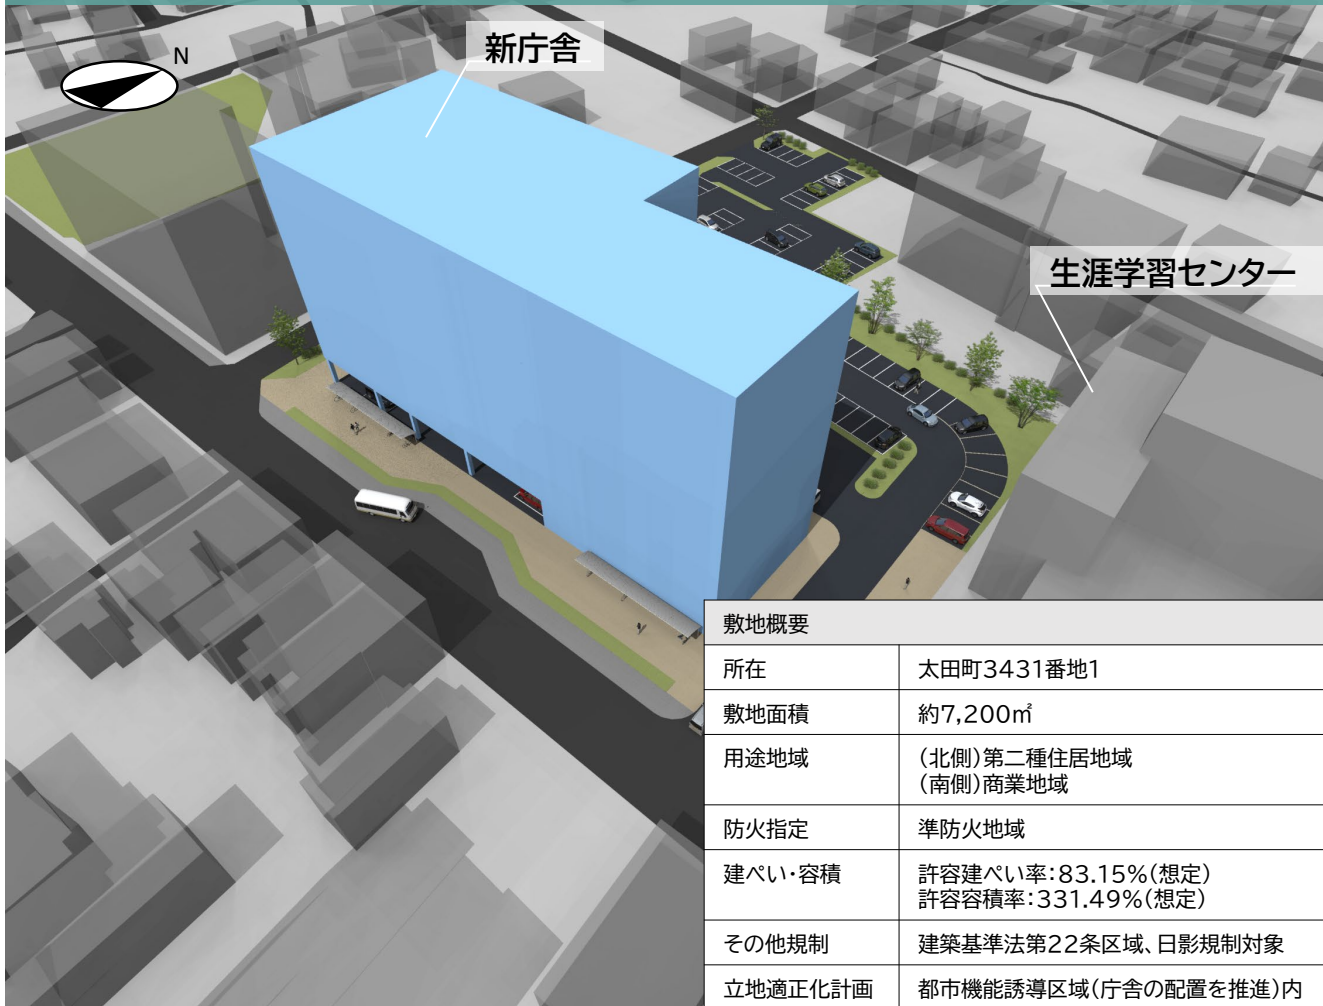 N
新庁舎
生涯学習センター
敷地概要
所在 太田町3431番地1
敷地面積 約7,200㎡
用途地域 (北側)第二種住居地域
(南側)商業地域
防火指定 準防火地域
建ぺい・容積 許容建ぺい率：83.15%(想定)
許容容積率：331.49%(想定)
その他規制 建築基準法第22条区域、日影規制対象
立地適正化計画 都市機能誘導区域(庁舎の配置を推進)内